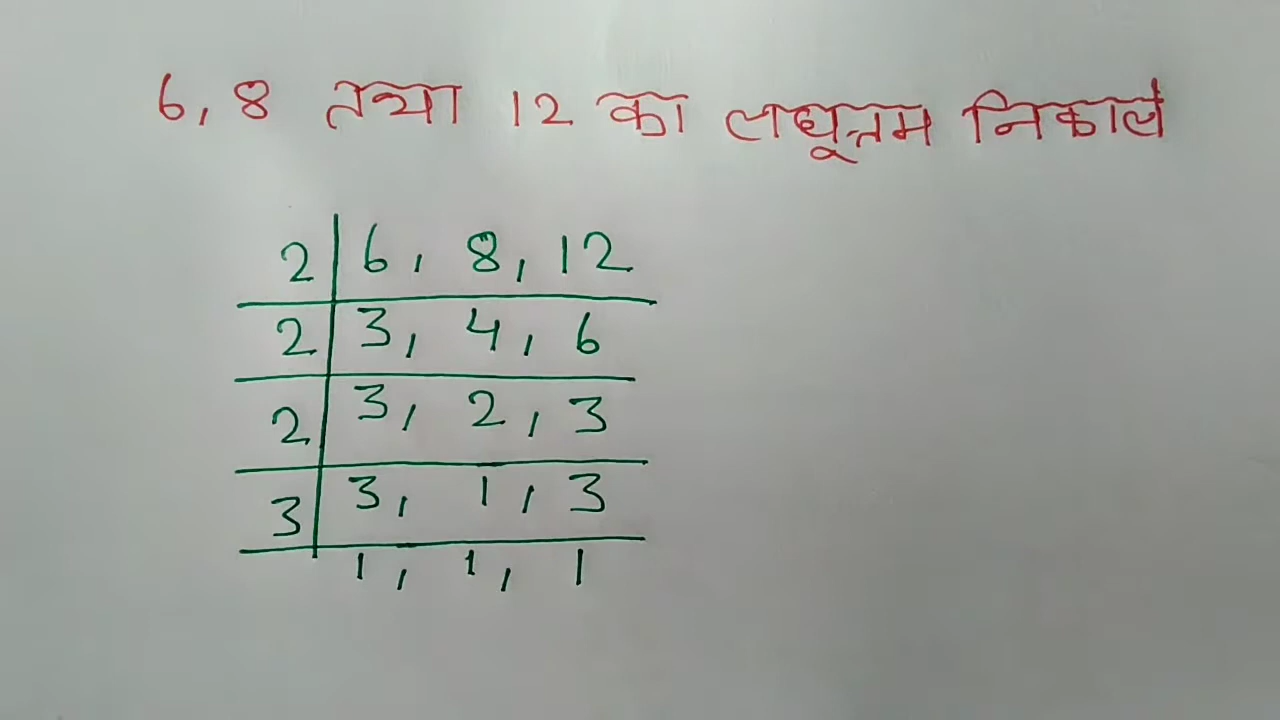 6, 8 तथा 12 का लघूत्तम निकालें
2 | 6, 8, 12
2 | 3, 4, 6
2 | 3, 2, 3
3 | 3, 1, 3
1, 1, 1